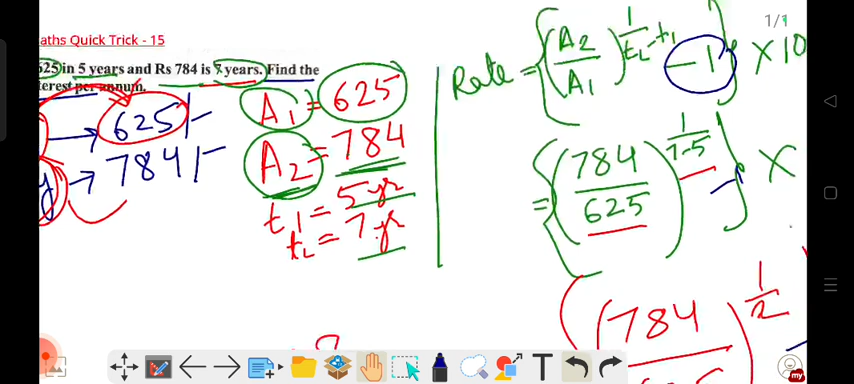 1/1
aths Quick Trick - 15
625 in 5 years and Rs 784 is 7 years. Find the
terest per annum.
→ 625/-
y → 784/-
A₁ = 625
A₂ = 784
t₁ = 5 yr
t₂ = 7 yr
Rate = {(A₂/A₁)^(1/(t₂-t₁)) - 1} × 10
= {(784/625)^(1/(7-5)) - } ×
((784/625)^(1/2)
T
my